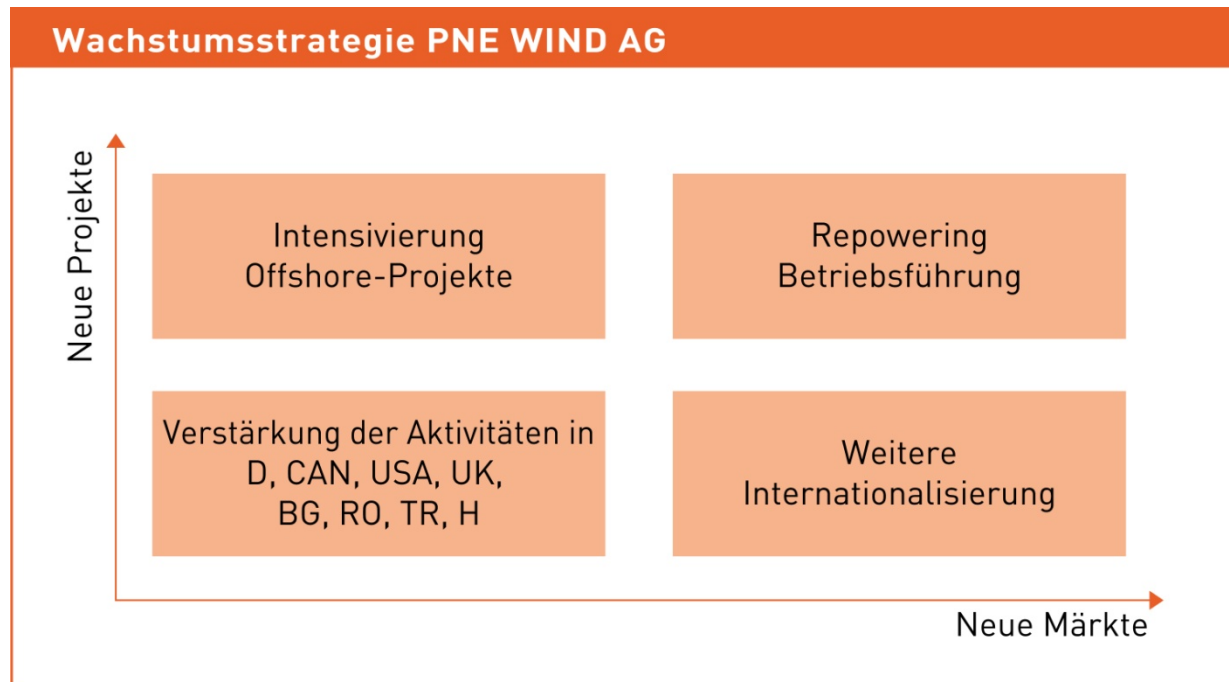 Wachstumsstrategie PNE WIND AG
Neue Projekte
Intensivierung
Offshore-Projekte
Repowering
Betriebsführung
Verstärkung der Aktivitäten in
D, CAN, USA, UK,
BG, RO, TR, H
Weitere
Internationalisierung
Neue Märkte